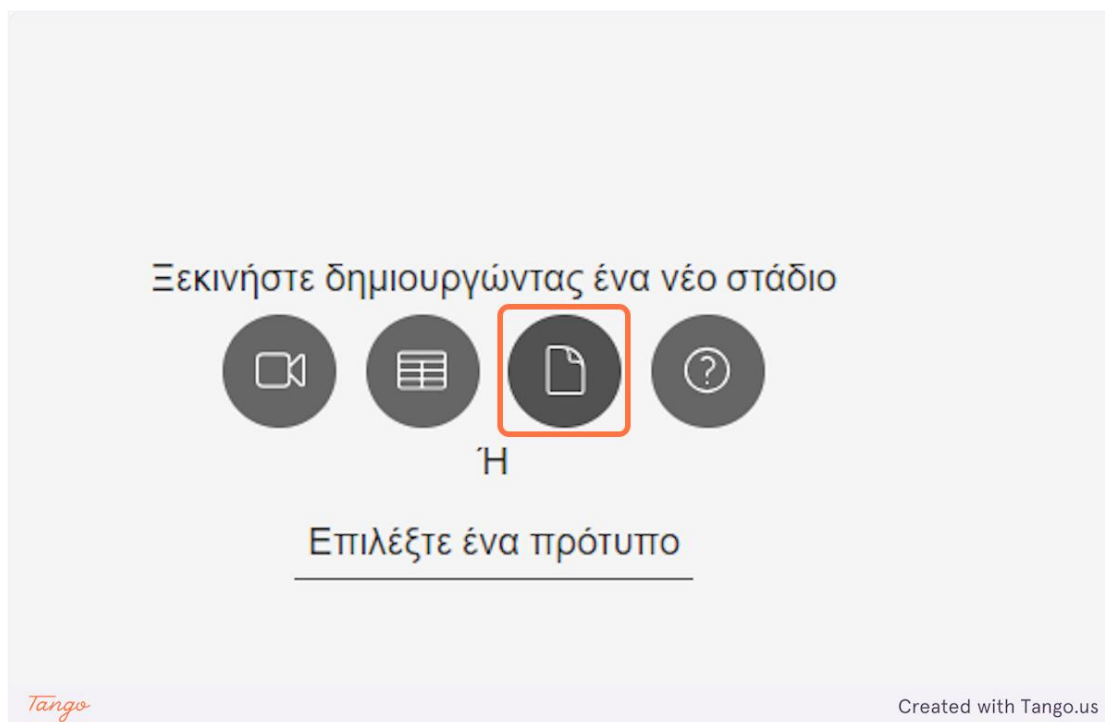 Ξεκινήστε δημιουργώντας ένα νέο στάδιο
Ή
Επιλέξτε ένα πρότυπο
Tango
Created with Tango.us